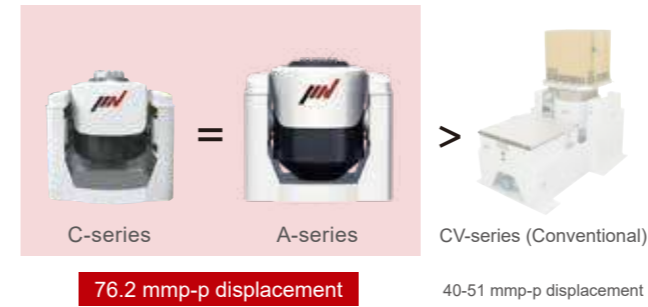 =
>
C-series
A-series
CV-series (Conventional)
76.2 mmp-p displacement
40-51 mmp-p displacement